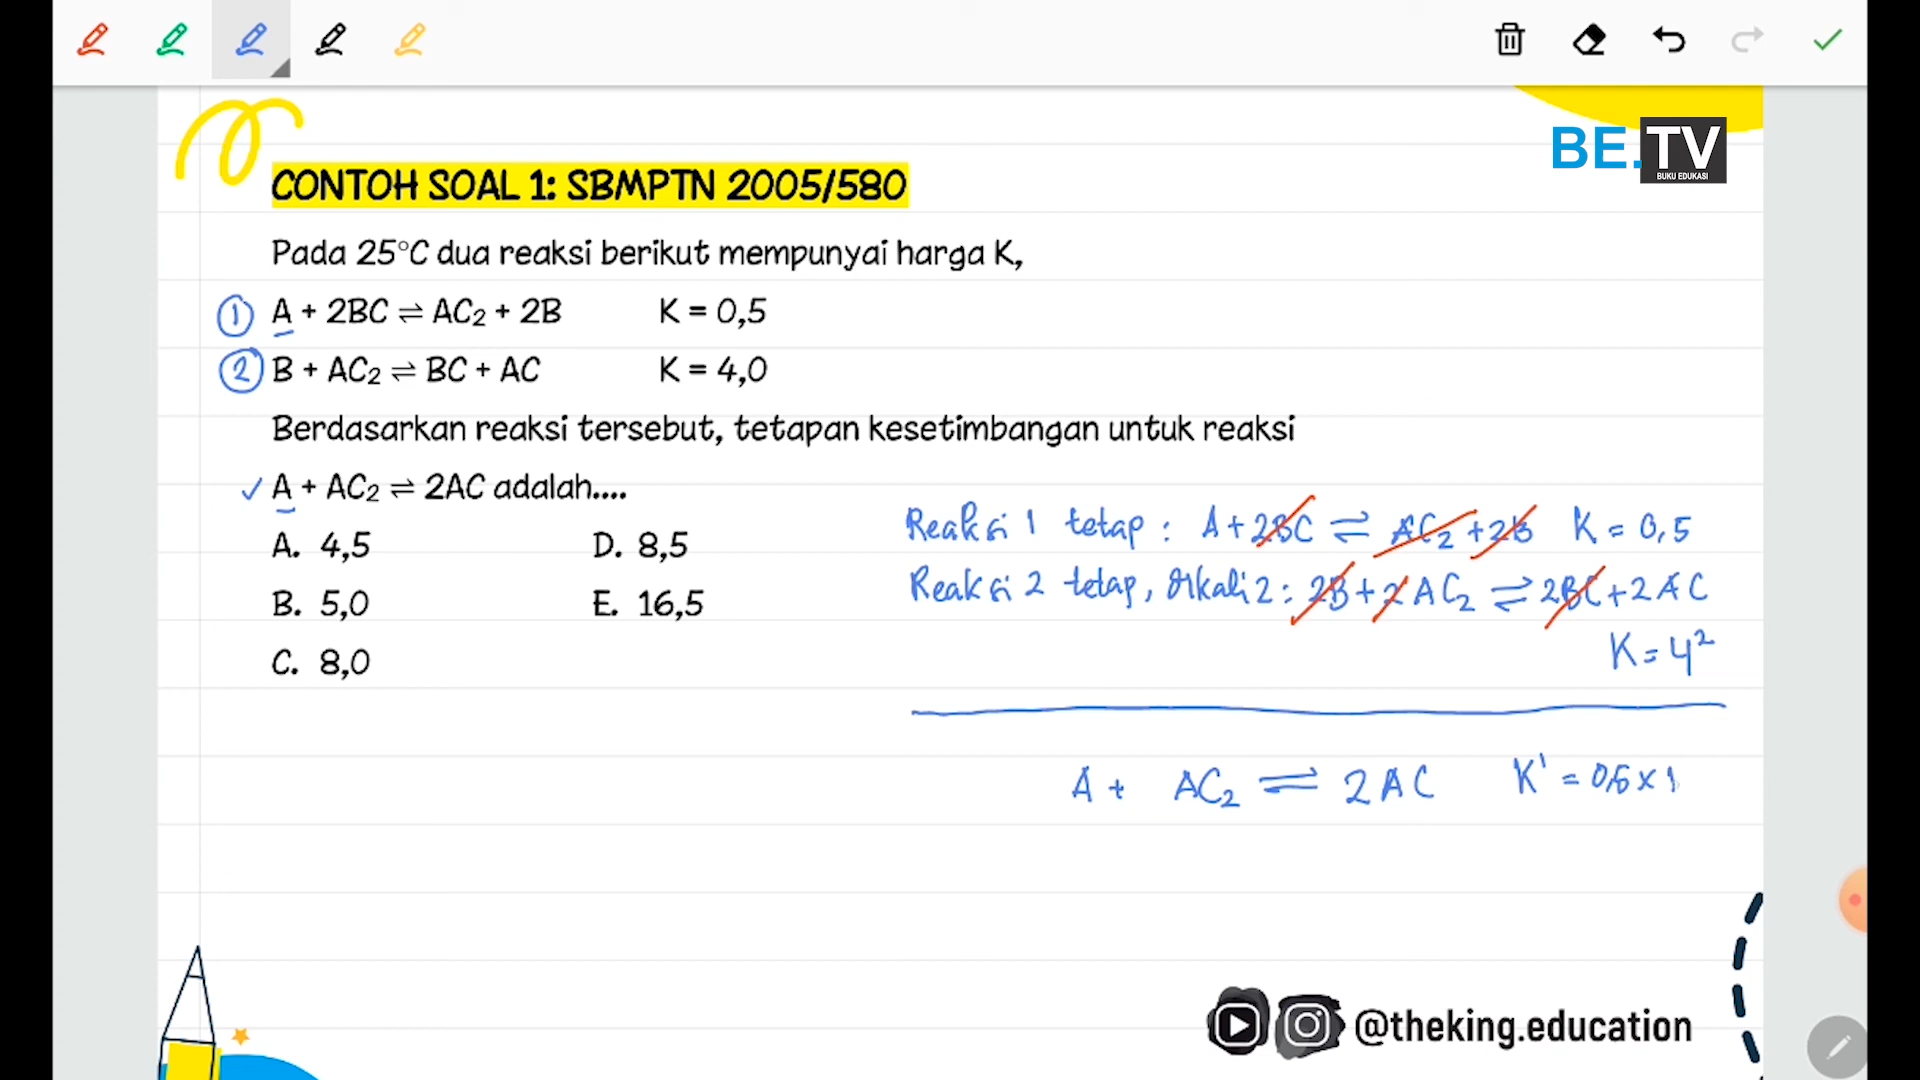 BE.TV
BUKU EDUKASI
CONTOH SOAL 1: SBMPTN 2005/580
Pada 25°C dua reaksi berikut mempunyai harga K,
① A + 2BC ⇌ AC₂ + 2B K = 0,5
② B + AC₂ ⇌ BC + AC K = 4,0
Berdasarkan reaksi tersebut, tetapan kesetimbangan untuk reaksi
✓ A + AC₂ ⇌ 2AC adalah....
A. 4,5 D. 8,5
B. 5,0 E. 16,5
C. 8,0
Reaksi 1 tetap : A + 2BC ⇌ AC₂ + 2B K = 0,5
Reaksi 2 tetap, dikali 2 : 2B + 2 AC₂ ⇌ 2BC + 2AC
K = 4²
A + AC₂ ⇌ 2AC K' = 0,5 x 1
@theking.education